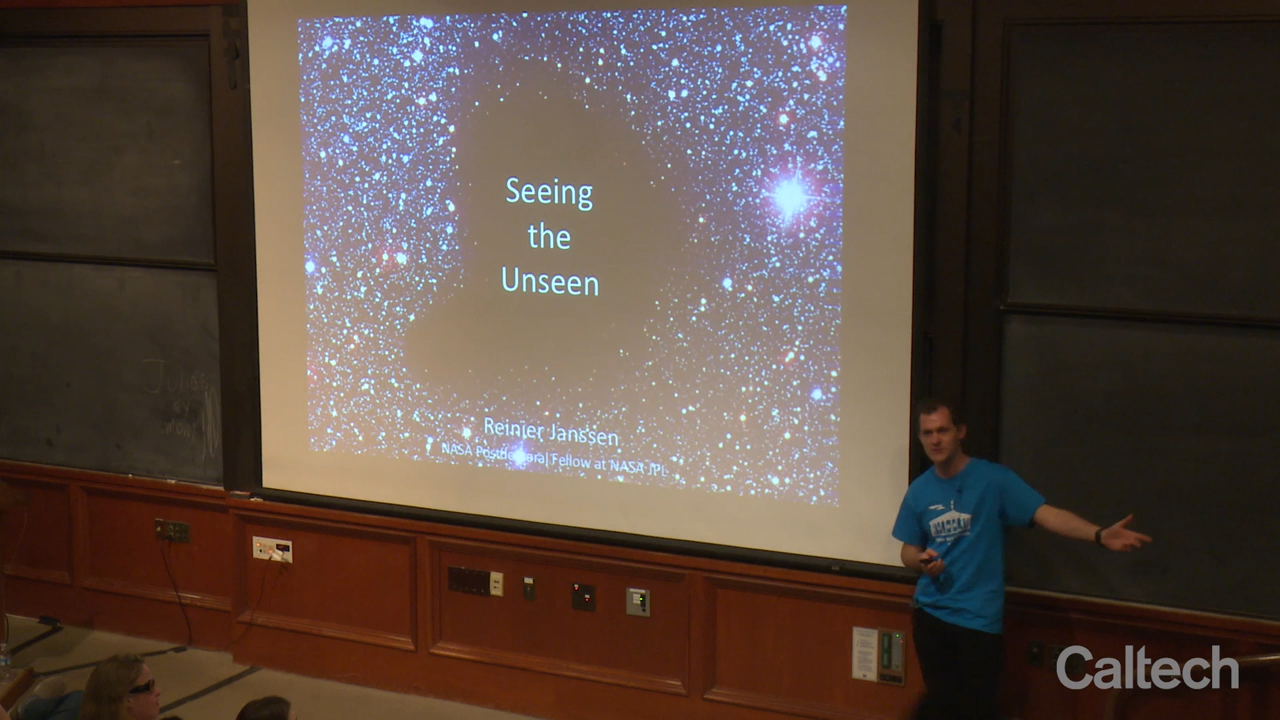 Seeing
the
Unseen
Reinier Janssen
NASA Postdoctoral Fellow at NASA JPL
Caltech